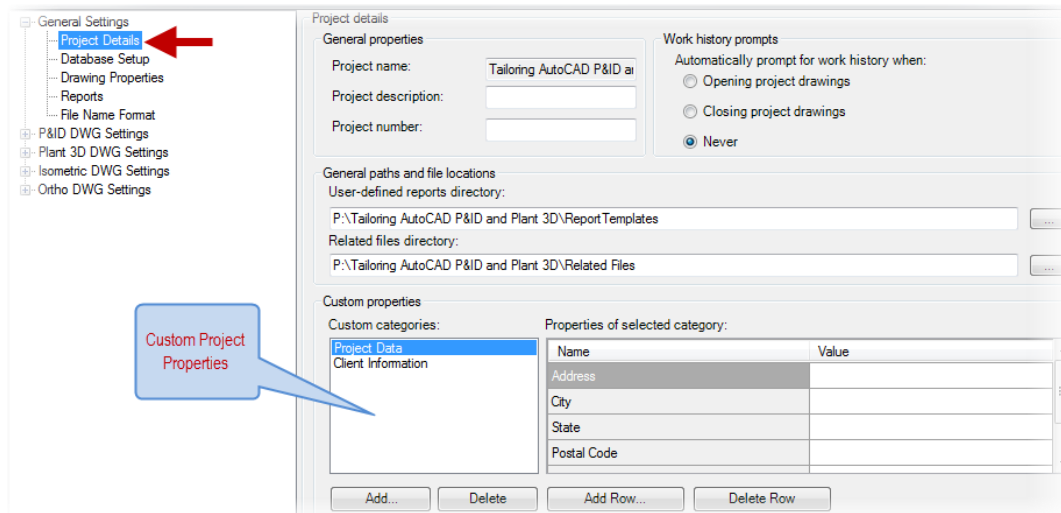 General Settings
Project Details
Database Setup
Drawing Properties
Reports
File Name Format
P&ID DWG Settings
Plant 3D DWG Settings
Isometric DWG Settings
Ortho DWG Settings
Project details
General properties
Project name:
Tailoring AutoCAD P&ID a
Project description:
Project number:
Work history prompts
Automatically prompt for work history when:
Opening project drawings
Closing project drawings
Never
General paths and file locations
User-defined reports directory:
P:\Tailoring AutoCAD P&ID and Plant 3D\ReportTemplates
...
Related files directory:
P:\Tailoring AutoCAD P&ID and Plant 3D\Related Files
...
Custom properties
Custom categories:
Project Data
Client Information
Properties of selected category:
Name Value
Address
City
State
Postal Code
Add... Delete Add Row... Delete Row
Custom Project
Properties